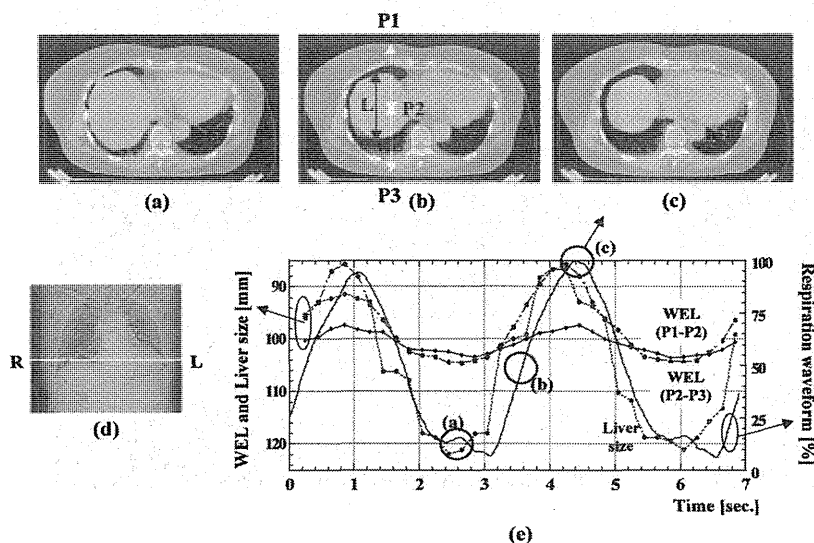 P1
L
P2
(a)
P3
(b)
(c)
R
L
(d)
WEL and Liver size [mm]
90
100
110
120
100
75
50
25
0
Respiration waveform [%]
(c)
WEL
(P1-P2)
WEL
(P2-P3)
(b)
(a)
Liver
size
0
1
2
3
4
5
6
7
Time [sec.]
(e)